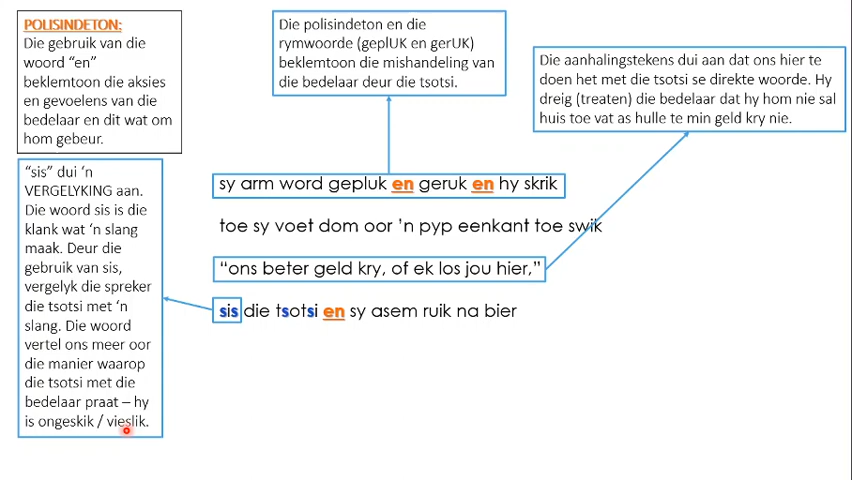 POLISINDETON:
Die gebruik van die
woord “en”
beklemtoon die aksies
en gevoelens van die
bedelaar en dit wat om
hom gebeur.
Die polisindeton en die
rymwoorde (geplUK en gerUK)
beklemtoon die mishandeling van
die bedelaar deur die tsotsi.
Die aanhalingstekens dui aan dat ons hier te
doen het met die tsotsi se direkte woorde. Hy
dreig (treaten) die bedelaar dat hy hom nie sal
huis toe vat as hulle te min geld kry nie.
“sis” dui ‘n
VERGELYKING aan.
Die woord sis is die
klank wat ‘n slang
maak. Deur die
gebruik van sis,
vergelyk die spreker
die tsotsi met ‘n
slang. Die woord
vertel ons meer oor
die manier waarop
die tsotsi met die
bedelaar praat – hy
is ongeskik / vieslik.
sy arm word gepluk en geruk en hy skrik
toe sy voet dom oor ’n pyp eenkant toe swik
“ons beter geld kry, of ek los jou hier,”
sis die tsotsi en sy asem ruik na bier